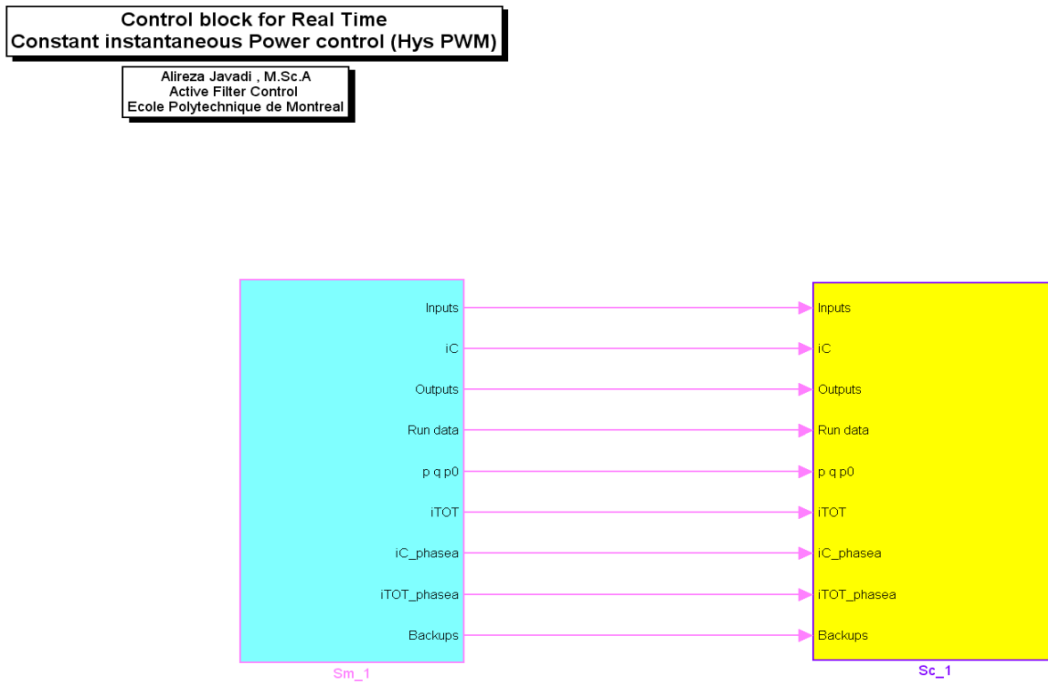 Control block for Real Time
Constant instantaneous Power control (Hys PWM)
Alireza Javadi , M.Sc.A
Active Filter Control
Ecole Polytechnique de Montreal
Inputs
iC
Outputs
Run data
p q p0
iTOT
iC_phasea
iTOT_phasea
Backups
Sm_1
Inputs
iC
Outputs
Run data
p q p0
iTOT
iC_phasea
iTOT_phasea
Backups
Sc_1